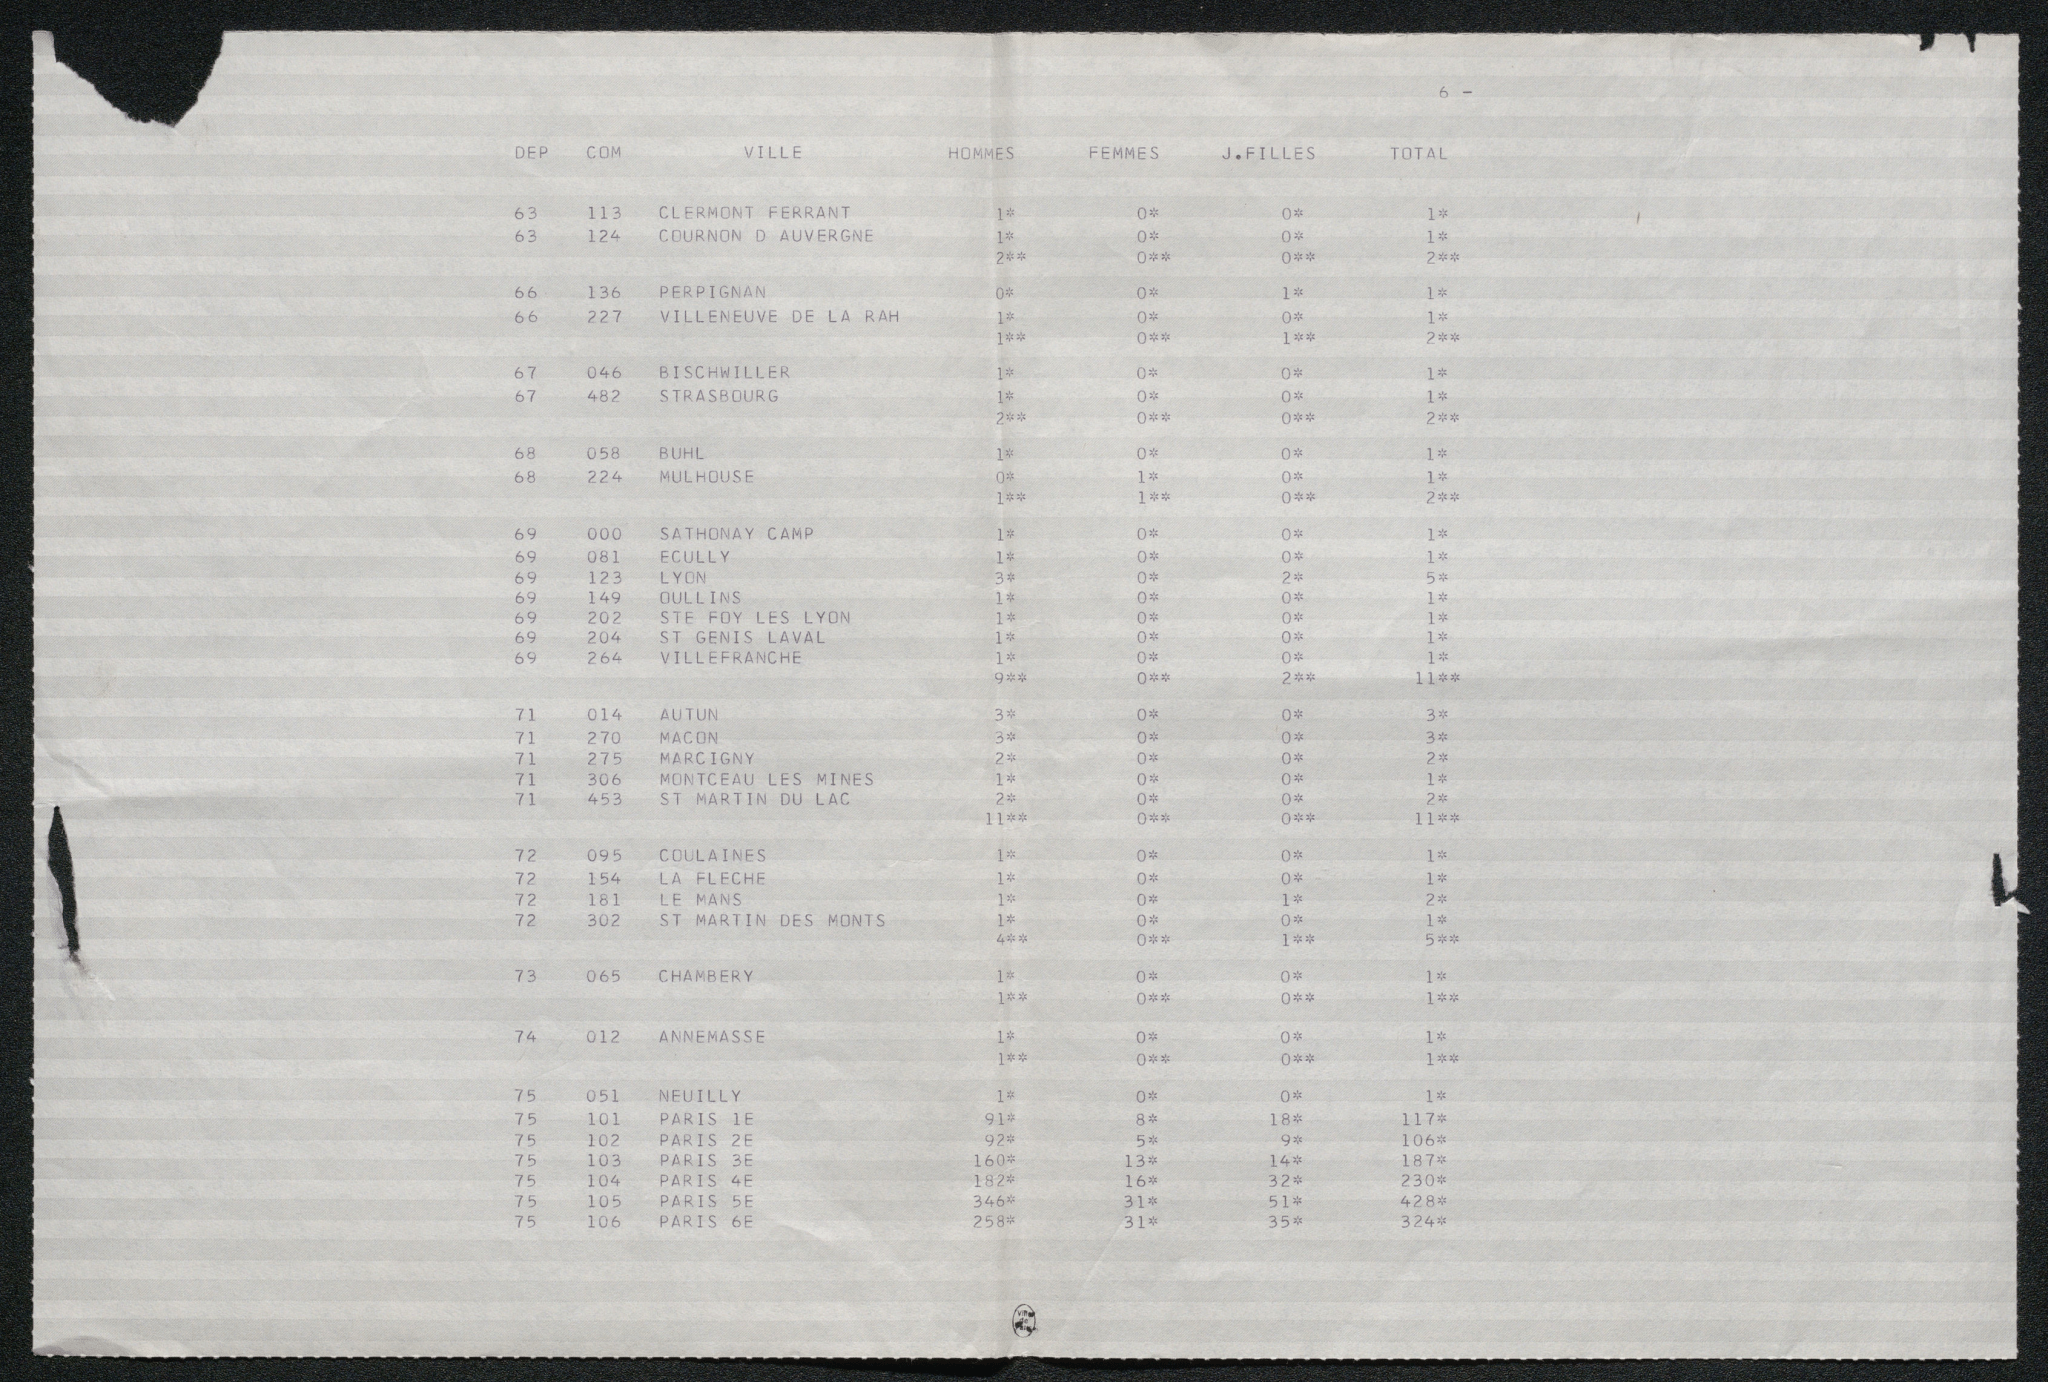 6 -
DEP COM VILLE HOMMES FEMMES J.FILLES TOTAL
63 113 CLERMONT FERRANT 1* 0* 0* 1*
63 124 COURNON D AUVERGNE 1* 0* 0* 1*
2** 0** 0** 2**
66 136 PERPIGNAN 0* 0* 1* 1*
66 227 VILLENEUVE DE LA RAH 1* 0* 0* 1*
1** 0** 1** 2**
67 046 BISCHWILLER 1* 0* 0* 1*
67 482 STRASBOURG 1* 0* 0* 1*
2** 0** 0** 2**
68 058 BUHL 1* 0* 0* 1*
68 224 MULHOUSE 0* 1* 0* 1*
1** 1** 0** 2**
69 000 SATHONAY CAMP 1* 0* 0* 1*
69 081 ECULLY 1* 0* 0* 1*
69 123 LYON 3* 0* 2* 5*
69 149 OULLINS 1* 0* 0* 1*
69 202 STE FOY LES LYON 1* 0* 0* 1*
69 204 ST GENIS LAVAL 1* 0* 0* 1*
69 264 VILLEFRANCHE 1* 0* 0* 1*
9** 0** 2** 11**
71 014 AUTUN 3* 0* 0* 3*
71 270 MACON 3* 0* 0* 3*
71 275 MARCIGNY 2* 0* 0* 2*
71 306 MONTCEAU LES MINES 1* 0* 0* 1*
71 453 ST MARTIN DU LAC 2* 0* 0* 2*
11** 0** 0** 11**
72 095 COULAINES 1* 0* 0* 1*
72 154 LA FLECHE 1* 0* 0* 1*
72 181 LE MANS 1* 0* 1* 2*
72 302 ST MARTIN DES MONTS 1* 0* 0* 1*
4** 0** 1** 5**
73 065 CHAMBERY 1* 0* 0* 1*
1** 0** 0** 1**
74 012 ANNEMASSE 1* 0* 0* 1*
1** 0** 0** 1**
75 051 NEUILLY 1* 0* 0* 1*
75 101 PARIS 1E 91* 8* 18* 117*
75 102 PARIS 2E 92* 5* 9* 106*
75 103 PARIS 3E 160* 13* 14* 187*
75 104 PARIS 4E 182* 16* 32* 230*
75 105 PARIS 5E 346* 31* 51* 428*
75 106 PARIS 6E 258* 31* 35* 324*